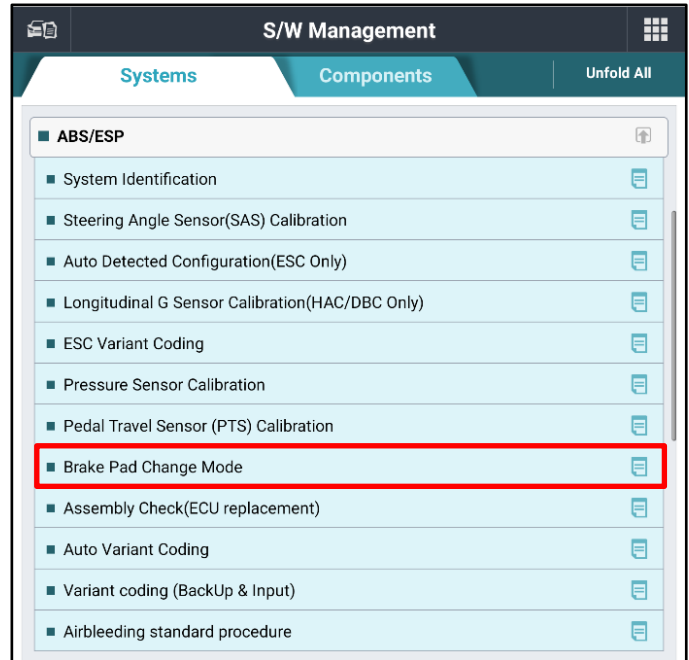 S/W Management
Systems
Components
Unfold All
ABS/ESP
System Identification
Steering Angle Sensor(SAS) Calibration
Auto Detected Configuration(ESC Only)
Longitudinal G Sensor Calibration(HAC/DBC Only)
ESC Variant Coding
Pressure Sensor Calibration
Pedal Travel Sensor (PTS) Calibration
Brake Pad Change Mode
Assembly Check(ECU replacement)
Auto Variant Coding
Variant coding (BackUp & Input)
Airbleeding standard procedure